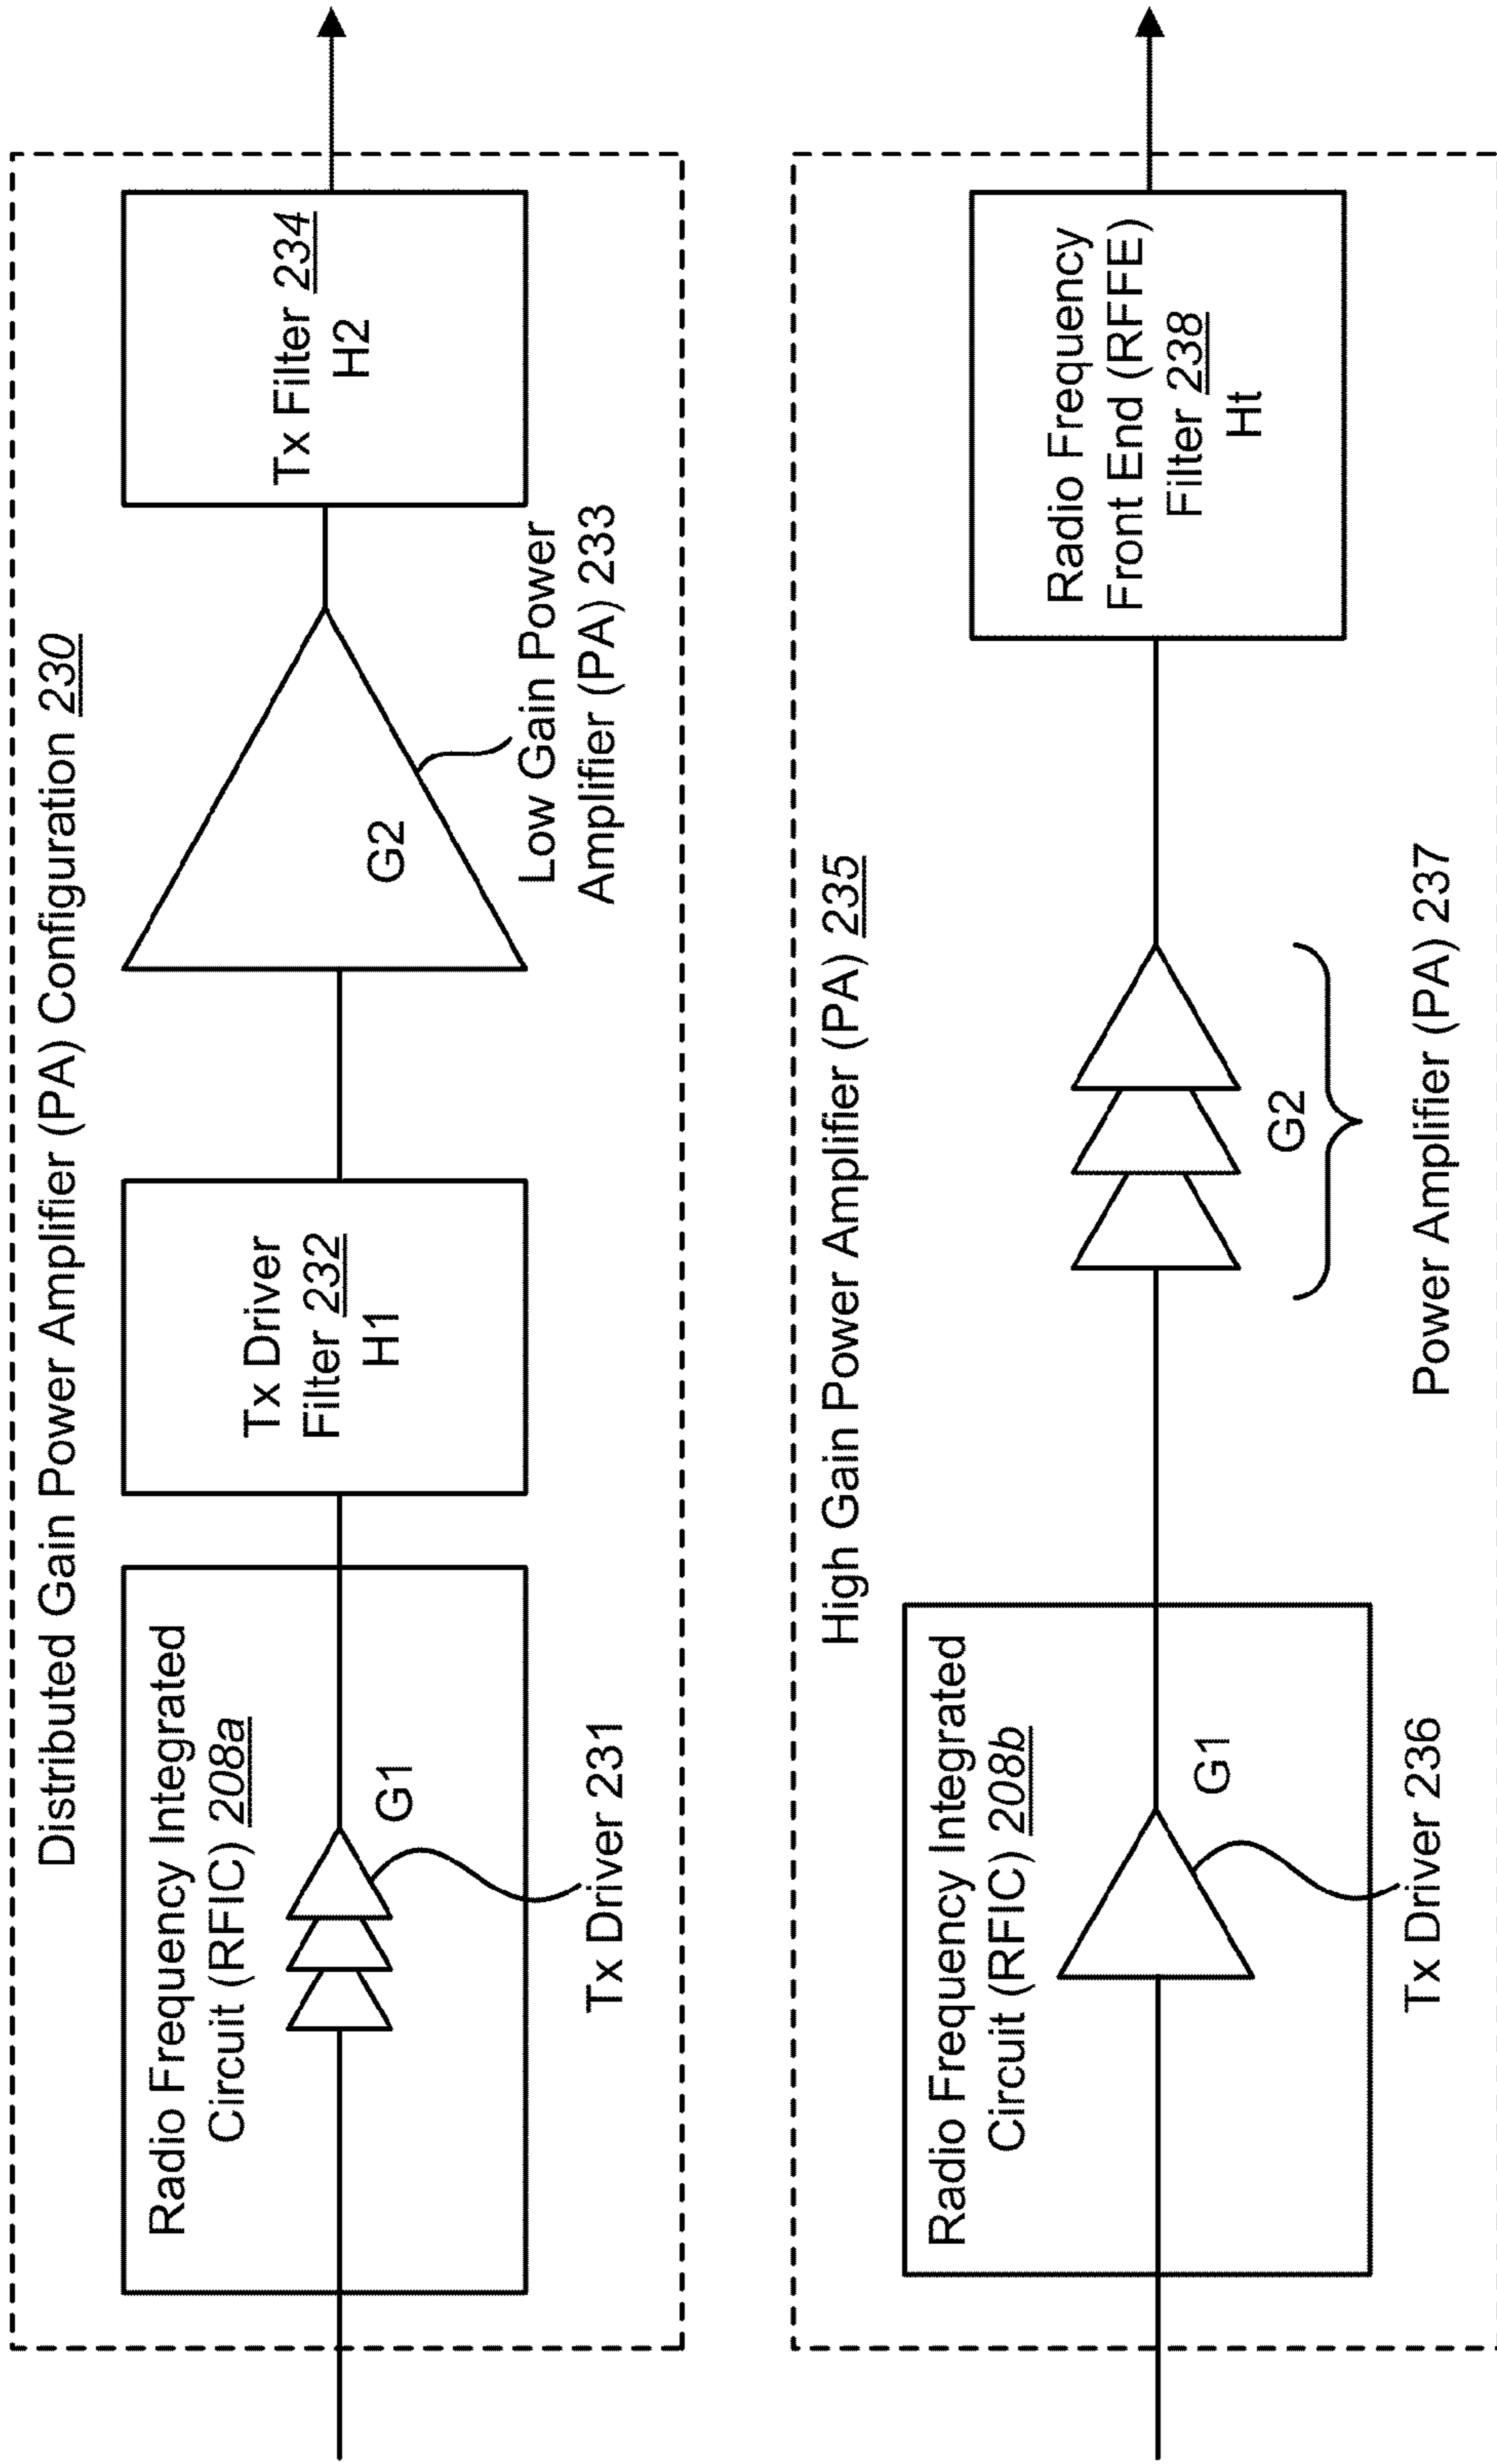 Distributed Gain Power Amplifier (PA) Configuration 230
Radio Frequency Integrated
Circuit (RFIC) 208a
G1
Tx Driver 231
Tx Driver
Filter 232
H1
G2
Low Gain Power
Amplifier (PA) 233
Tx Filter 234
H2
High Gain Power Amplifier (PA) 235
Radio Frequency Integrated
Circuit (RFIC) 208b
G1
Tx Driver 236
G2
Power Amplifier (PA) 237
Radio Frequency
Front End (RFFE)
Filter 238
Ht